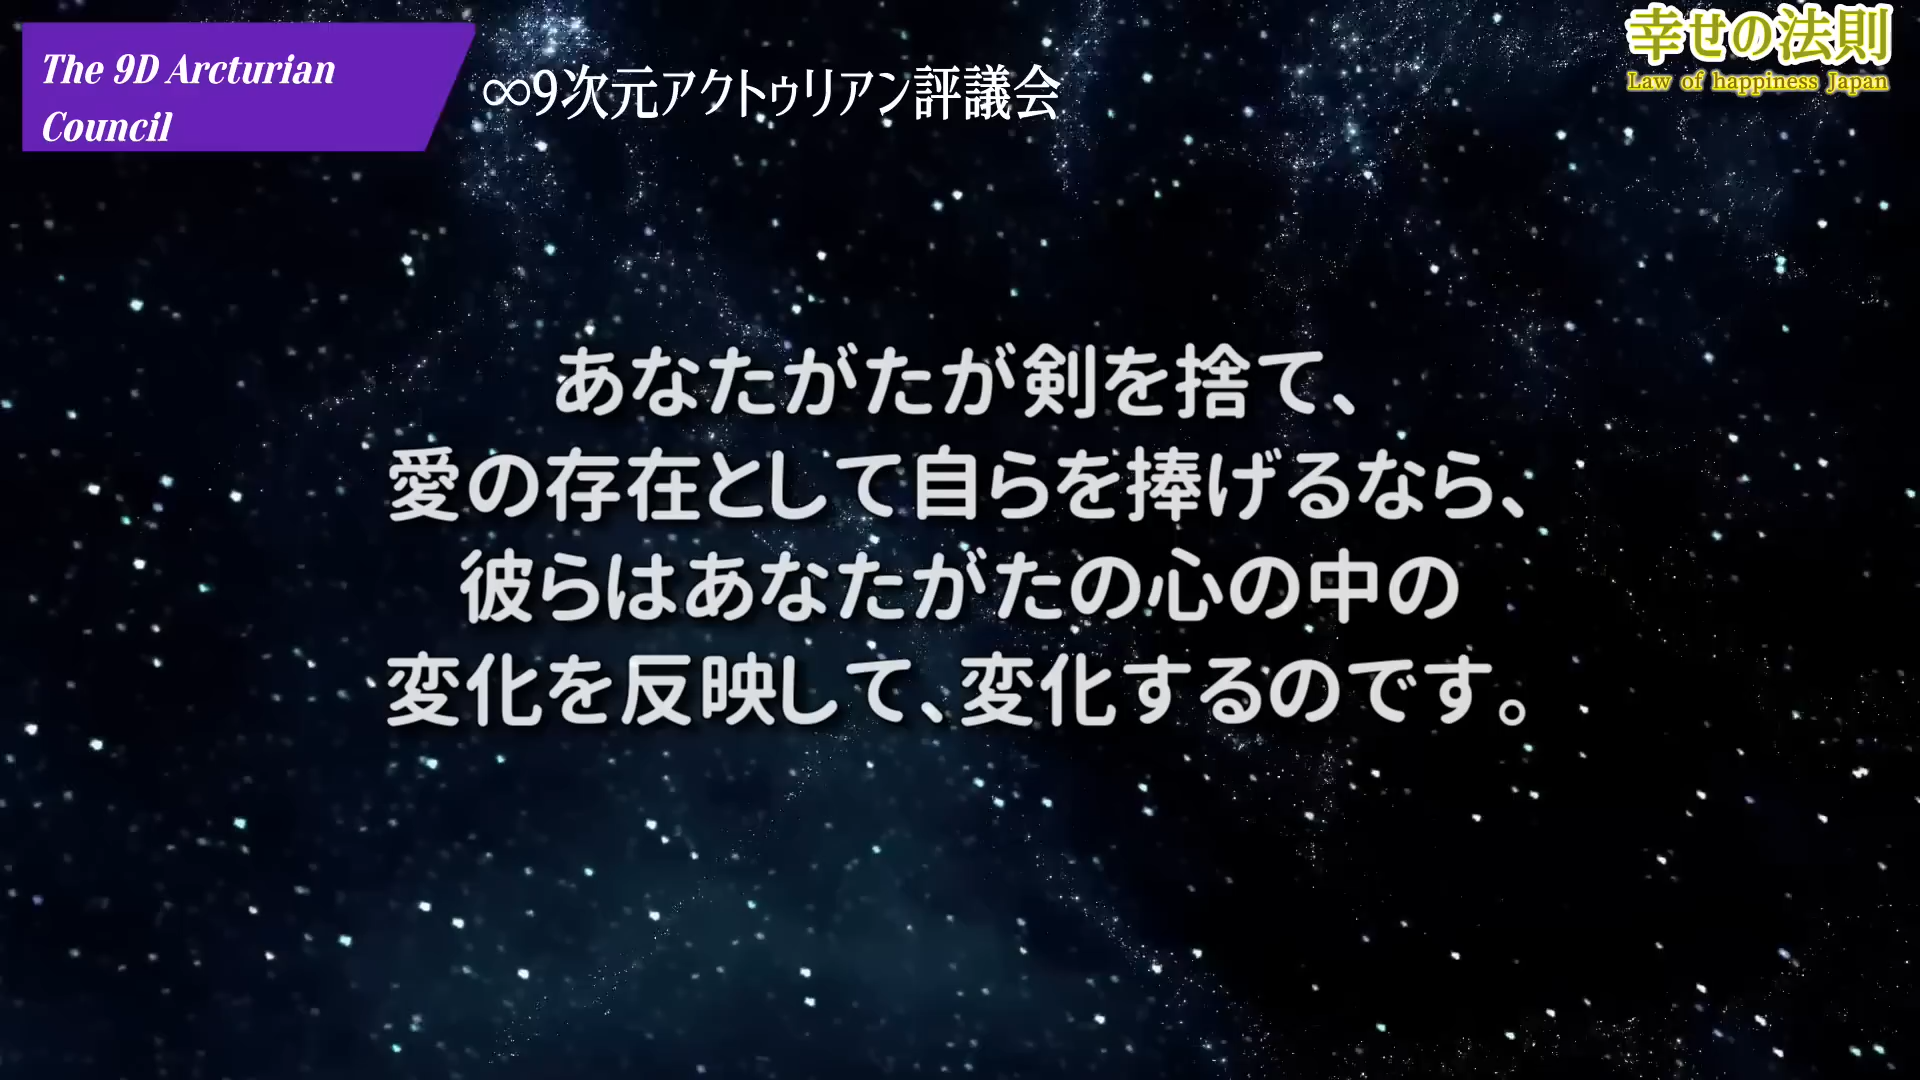 The 9D Arcturian
Council
∞9次元アクトゥリアン評議会
幸せの法則
Law of happiness Japan
あなたがたが剣を捨て、
愛の存在として自らを捧げるなら、
彼らはあなたがたの心の中の
変化を反映して、変化するのです。